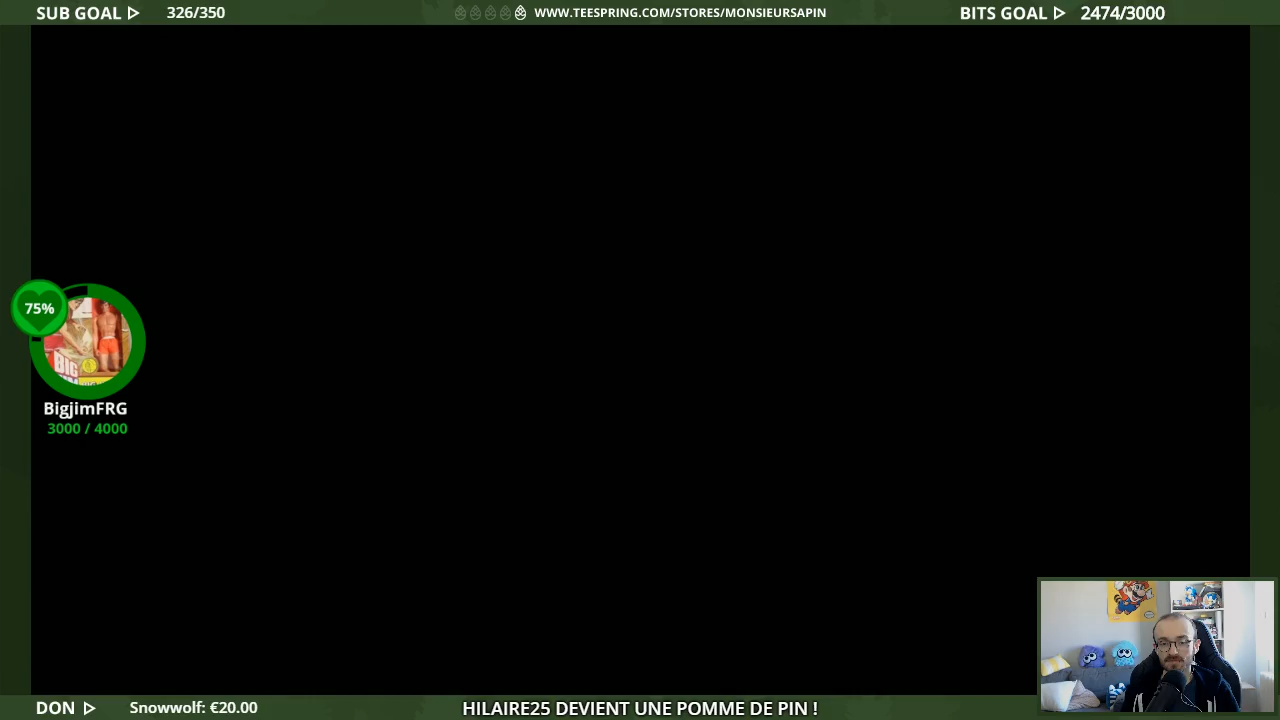 SUB GOAL 326/350
WWW.TEESPRING.COM/STORES/MONSIEURSAPIN
BITS GOAL 2474/3000
75%
BIG
BigjimFRG
3000 / 4000
DON Snowwolf: €20.00
HILAIRE25 DEVIENT UNE POMME DE PIN !